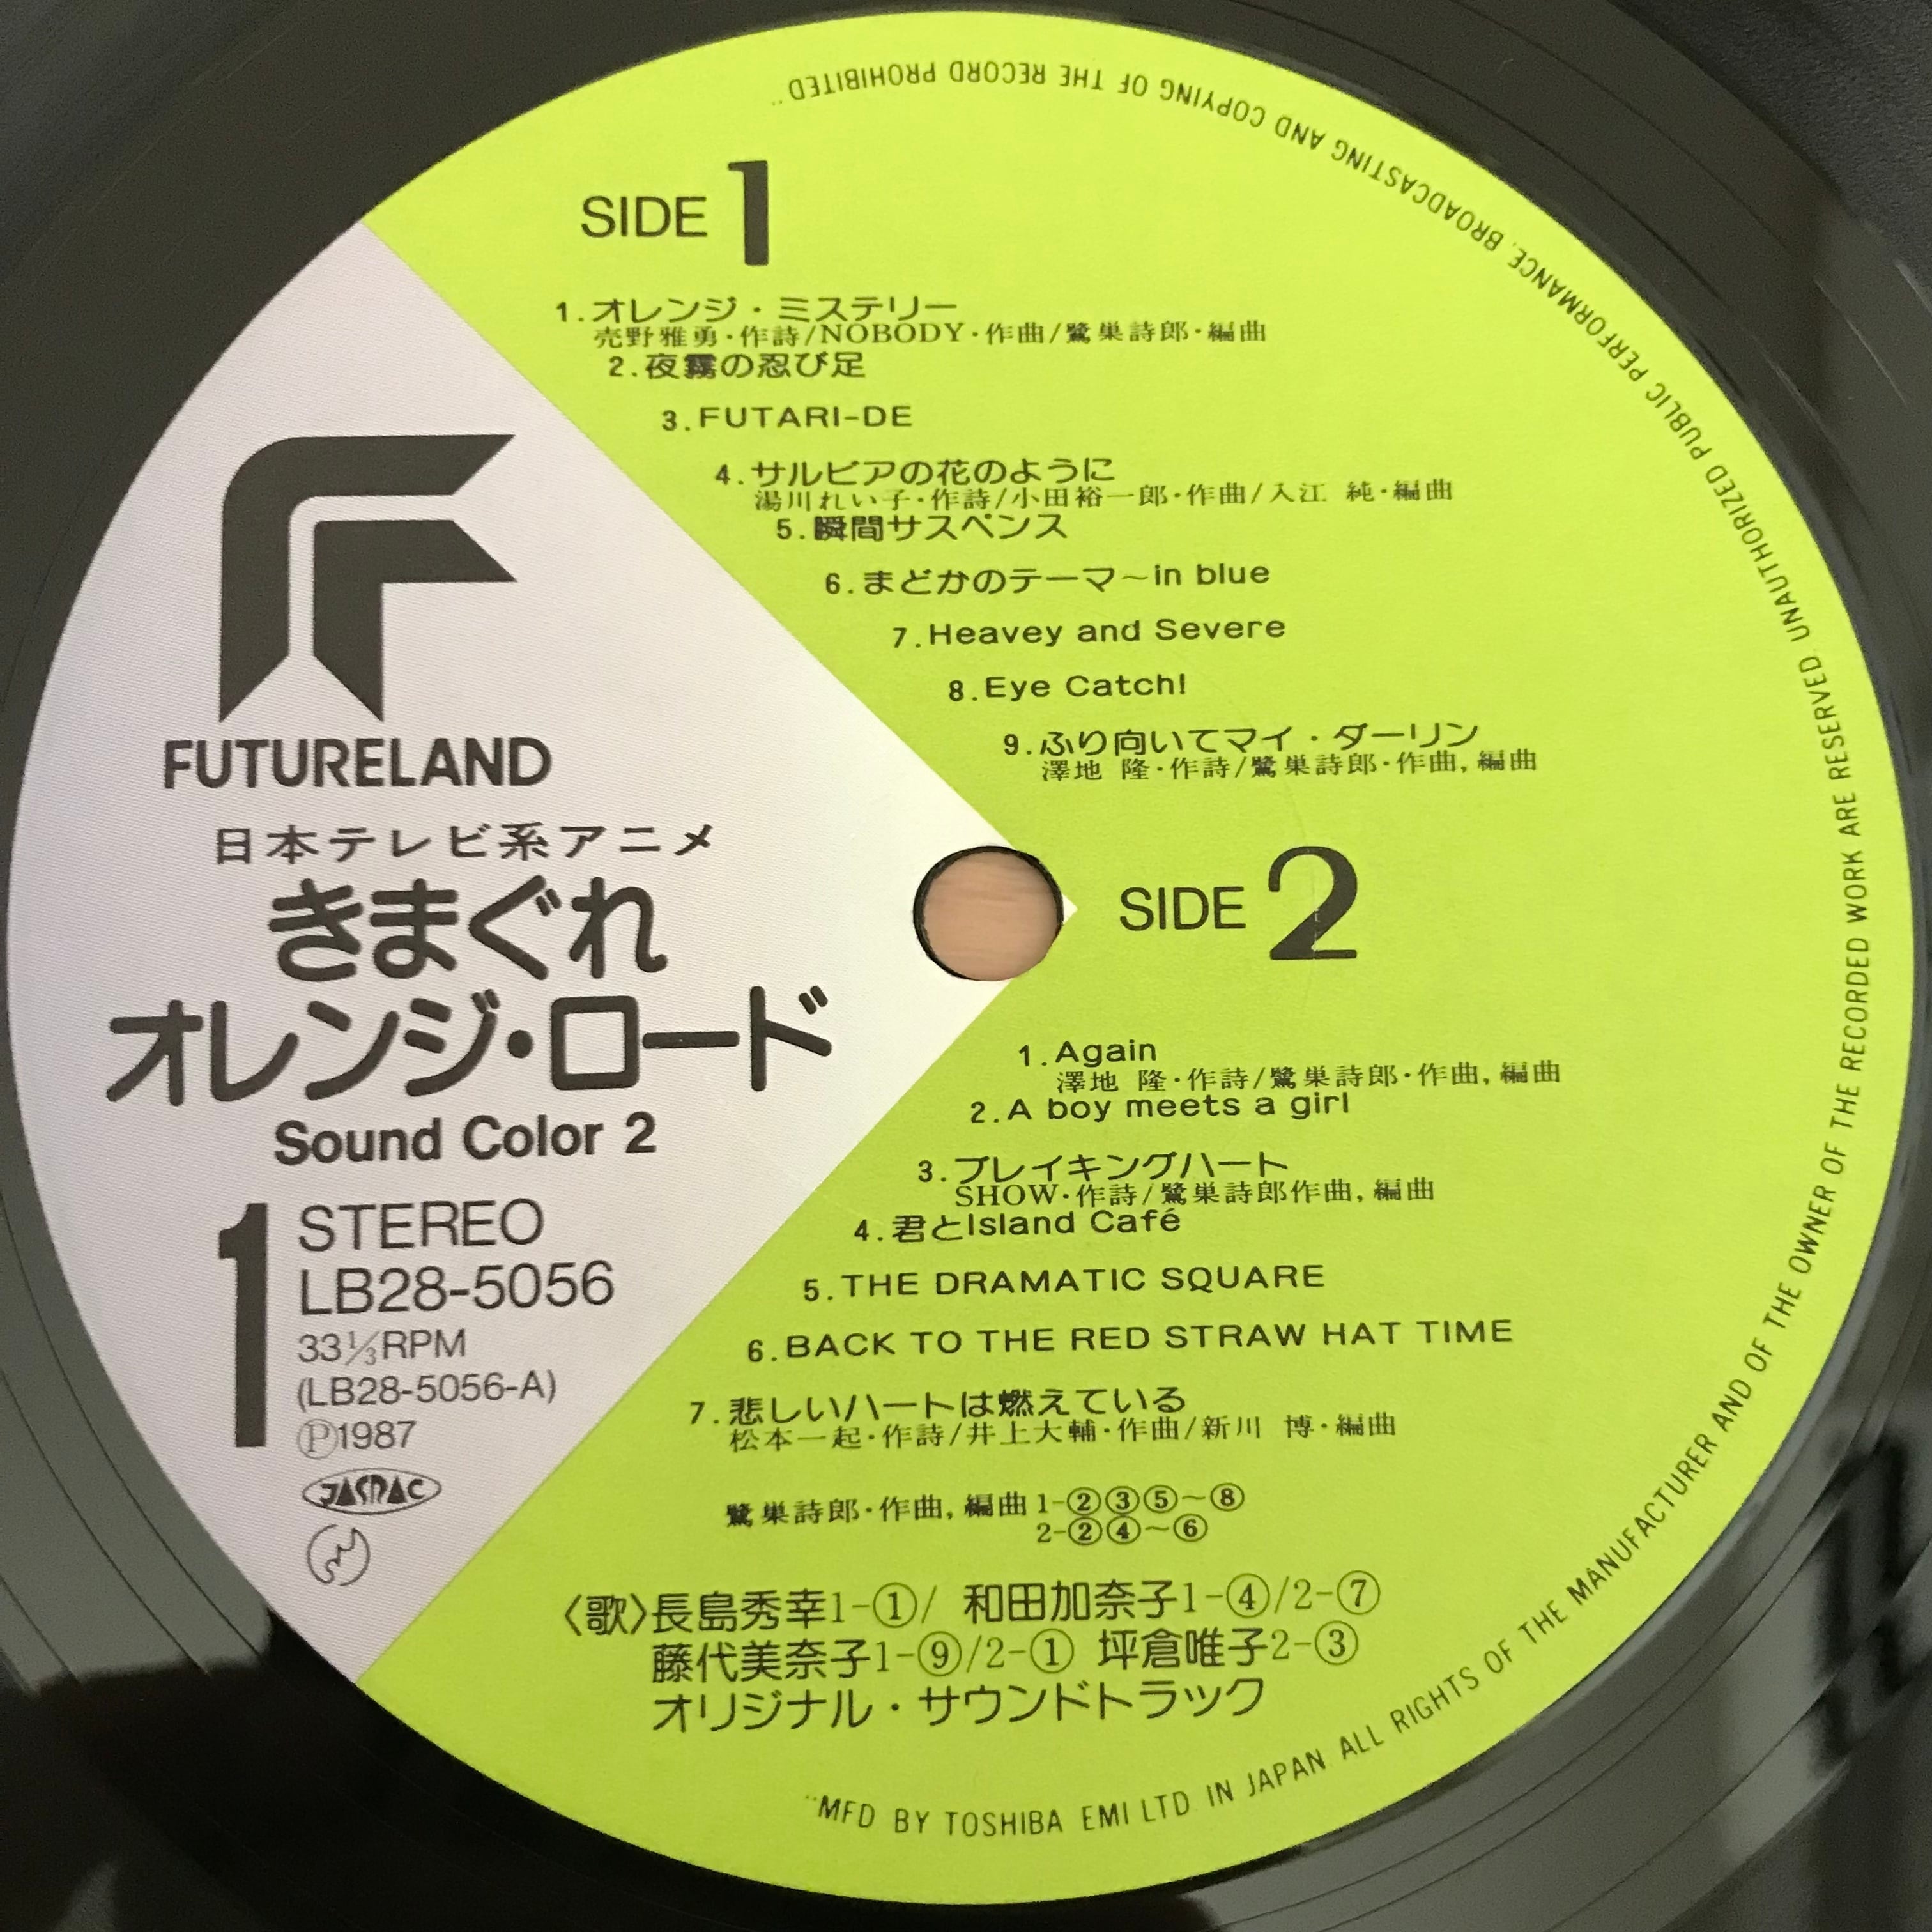 FUTURELAND
日本テレビ系アニメ
きまぐれ
オレンジ・ロード
Sound Color 2
1
STEREO
LB28-5056
33⅓RPM
(LB28-5056-A)
Ⓟ1987
JASRAC
SIDE 1
1.オレンジ・ミステリー
売野雅勇・作詩/NOBODY・作曲/鷺巣詩郎・編曲
2.夜霧の忍び足
3.FUTARI-DE
4.サルビアの花のように
湯川れい子・作詩/小田裕一郎・作曲/入江 純・編曲
5.瞬間サスペンス
6.まどかのテーマ～in blue
7.Heavey and Severe
8.Eye Catch!
9.ふり向いてマイ・ダーリン
澤地 隆・作詩/鷺巣詩郎・作曲,編曲
SIDE 2
1.Again
澤地 隆・作詩/鷺巣詩郎・作曲,編曲
2.A boy meets a girl
3.ブレイキングハート
SHOW・作詩/鷺巣詩郎作曲,編曲
4.君とIsland Café
5.THE DRAMATIC SQUARE
6.BACK TO THE RED STRAW HAT TIME
7.悲しいハートは燃えている
松本一起・作詩/井上大輔・作曲/新川 博・編曲
鷺巣詩郎・作曲,編曲 1-②③⑤～⑧
2-②④～⑥
〈歌〉長島秀幸1-①/ 和田加奈子1-④/2-⑦
藤代美奈子1-⑨/2-① 坪倉唯子2-③
オリジナル・サウンドトラック
"MFD BY TOSHIBA EMI LTD IN JAPAN ALL RIGHTS OF THE MANUFACTURER AND OF THE OWNER OF THE RECORDED WORK ARE RESERVED. UNAUTHORIZED PUBLIC PERFORMANCE, BROADCASTING AND COPYING OF THE RECORD PROHIBITED"